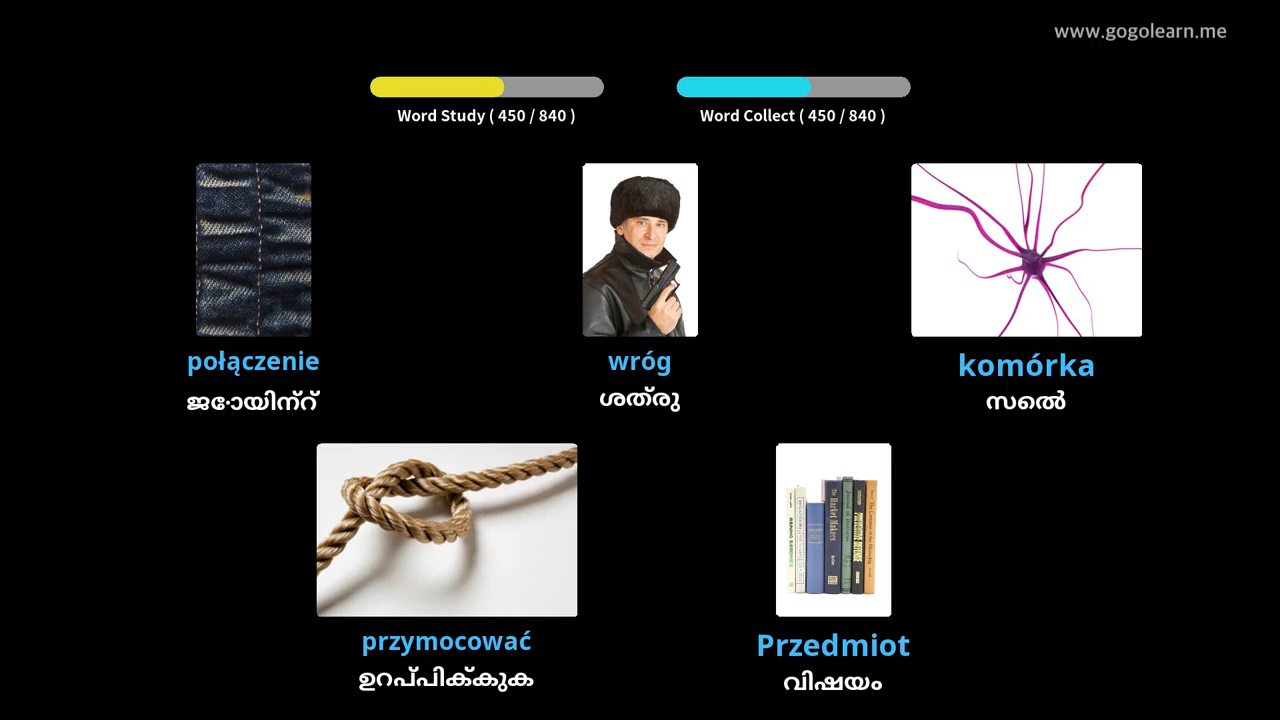 www.gogolearn.me
Word Study ( 450 / 840 )
Word Collect ( 450 / 840 )
połączenie
ജോയിന്റ്
wróg
ശത്രു
komórka
സെൽ
przymocować
ഉറപ്പിക്കുക
Przedmiot
വിഷയം